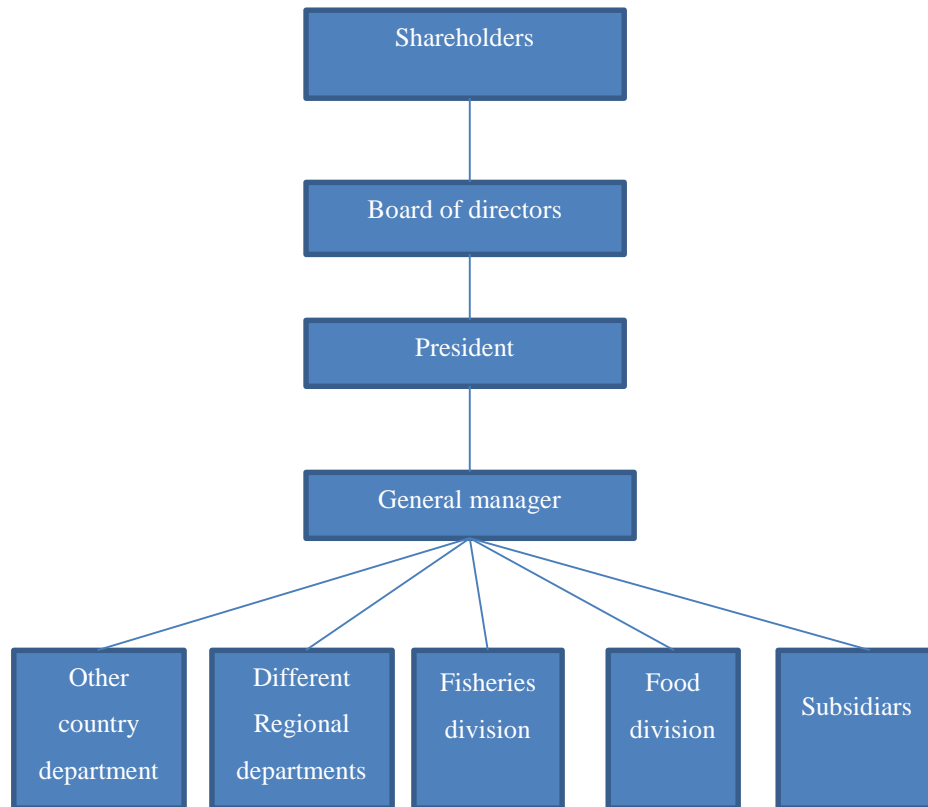 Shareholders
Board of directors
President
General manager
Other
country
department
Different
Regional
departments
Fisheries
division
Food
division
Subsidiars